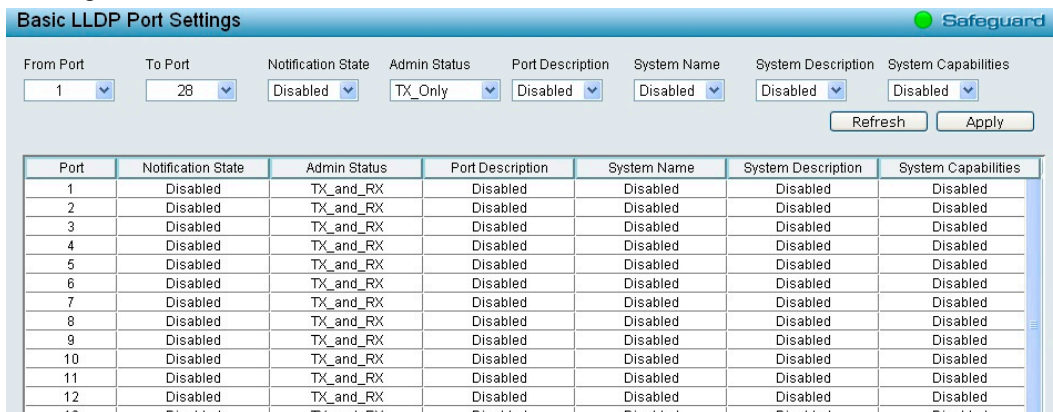 Basic LLDP Port Settings Safeguard
From Port To Port Notification State Admin Status Port Description System Name System Description System Capabilities
1 28 Disabled TX_Only Disabled Disabled Disabled Disabled
Refresh Apply
Port Notification State Admin Status Port Description System Name System Description System Capabilities
1 Disabled TX_and_RX Disabled Disabled Disabled Disabled
2 Disabled TX_and_RX Disabled Disabled Disabled Disabled
3 Disabled TX_and_RX Disabled Disabled Disabled Disabled
4 Disabled TX_and_RX Disabled Disabled Disabled Disabled
5 Disabled TX_and_RX Disabled Disabled Disabled Disabled
6 Disabled TX_and_RX Disabled Disabled Disabled Disabled
7 Disabled TX_and_RX Disabled Disabled Disabled Disabled
8 Disabled TX_and_RX Disabled Disabled Disabled Disabled
9 Disabled TX_and_RX Disabled Disabled Disabled Disabled
10 Disabled TX_and_RX Disabled Disabled Disabled Disabled
11 Disabled TX_and_RX Disabled Disabled Disabled Disabled
12 Disabled TX_and_RX Disabled Disabled Disabled Disabled